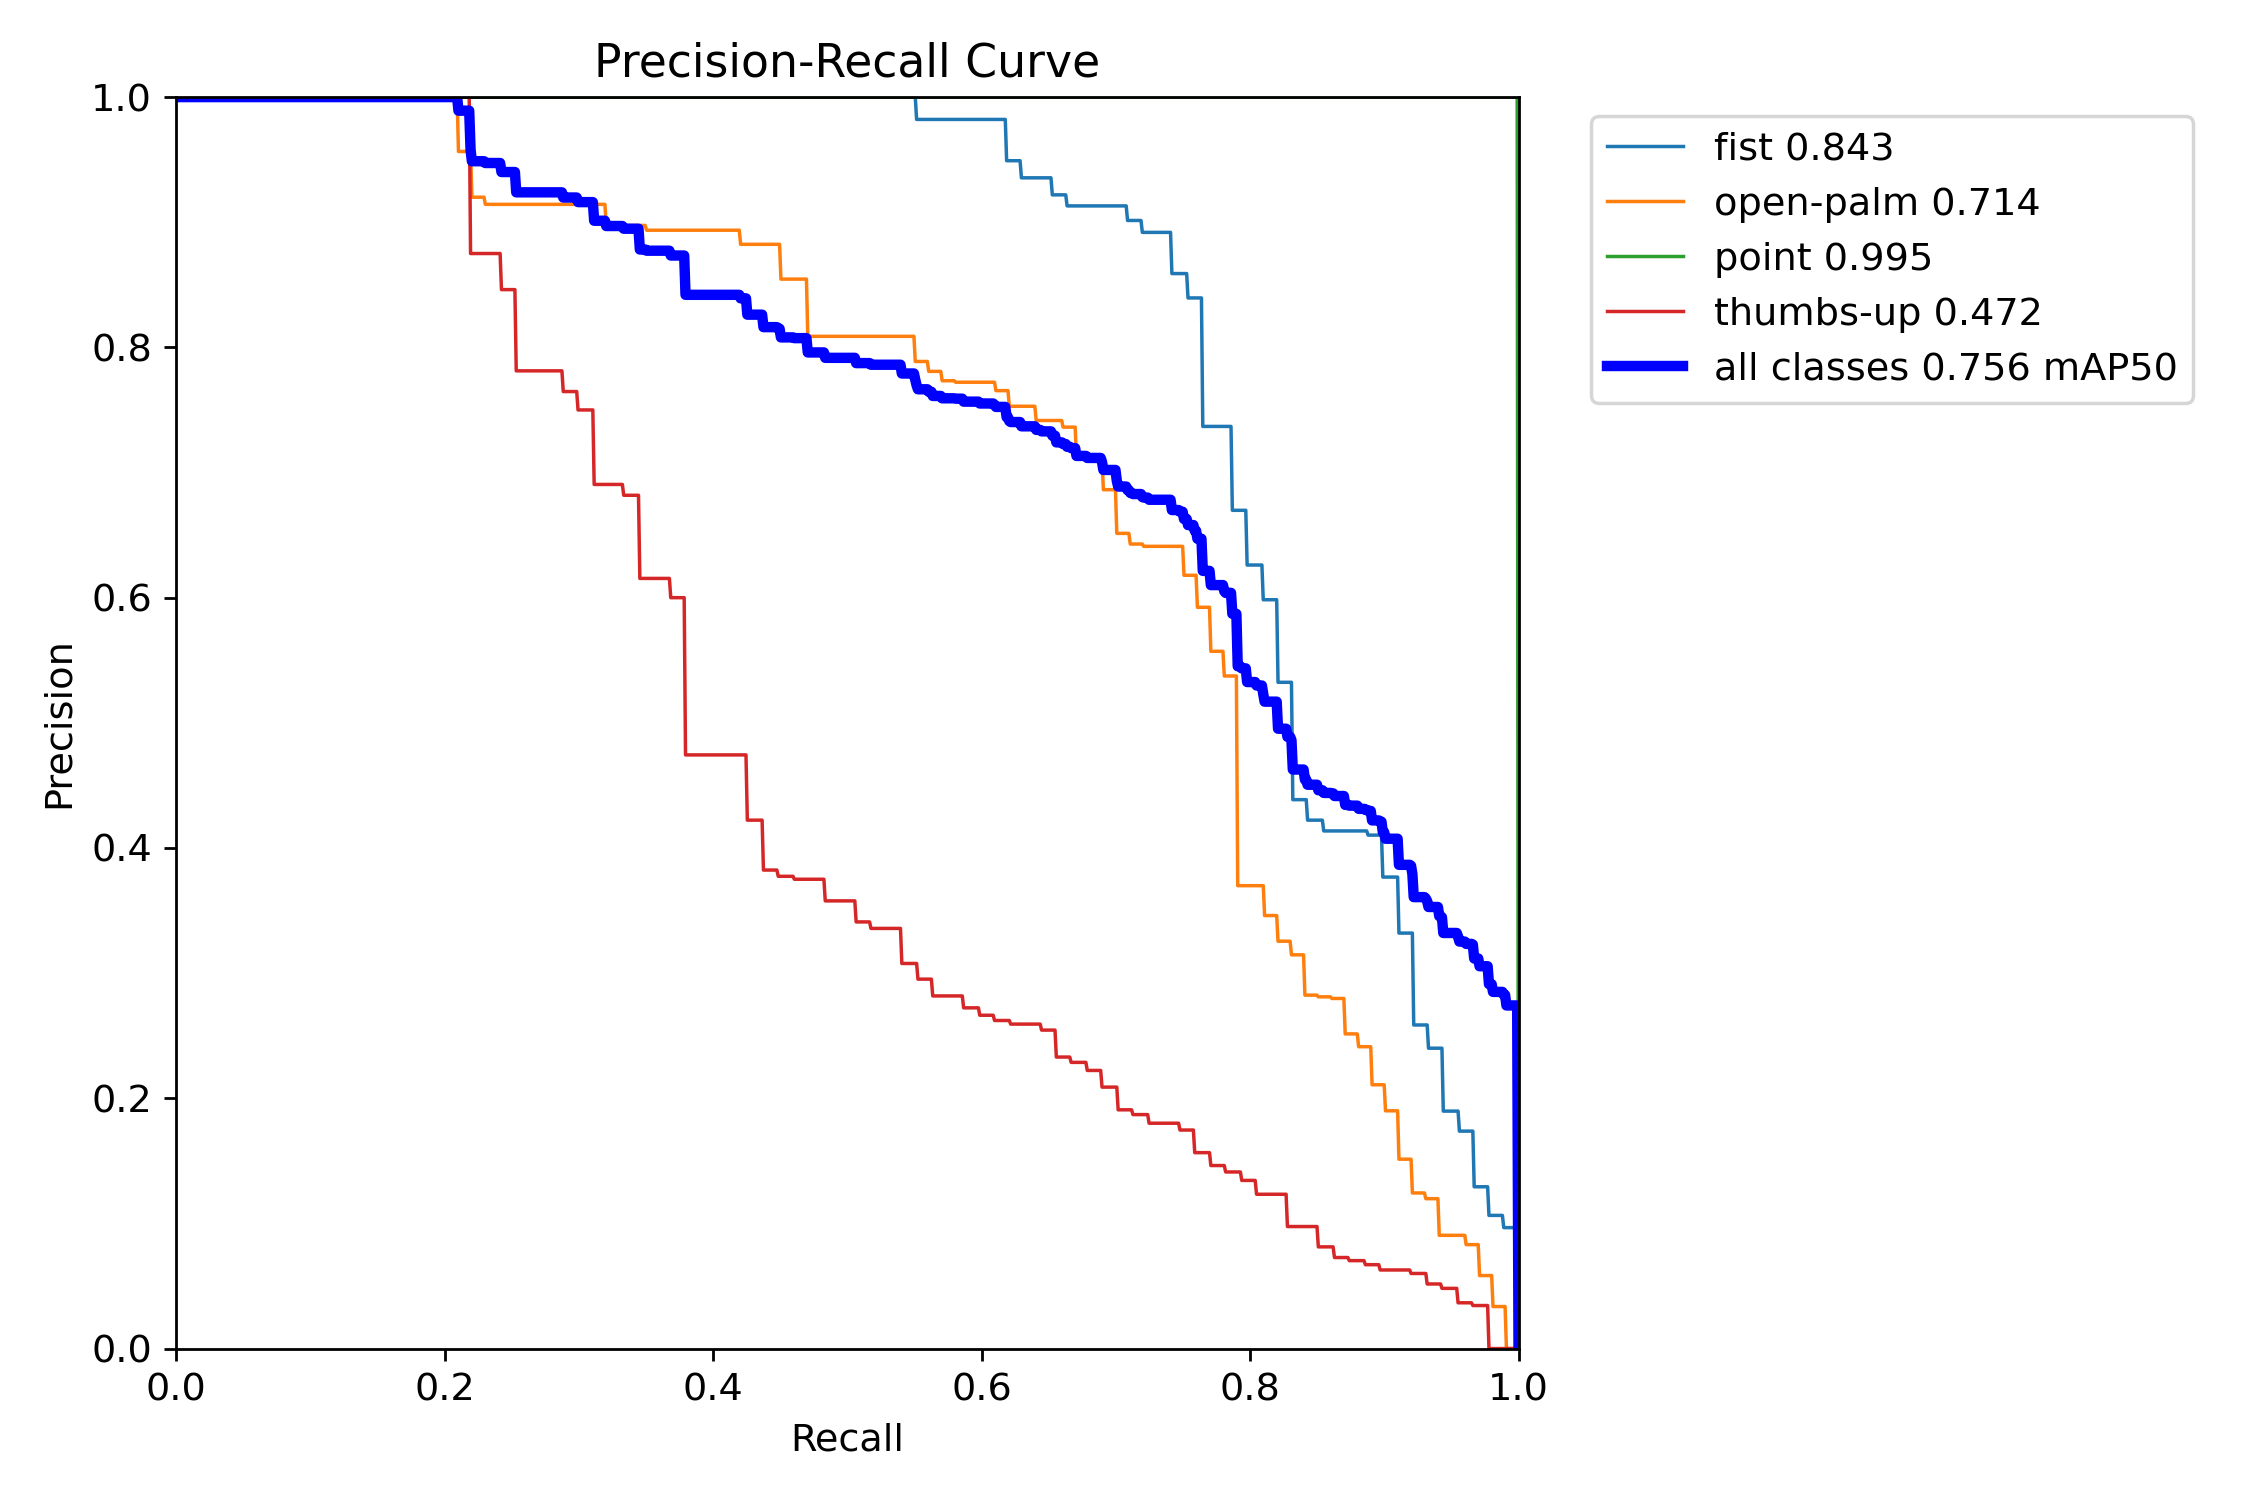 Precision-Recall Curve
1.0
0.8
0.6
0.4
0.2
0.0
Precision
0.0 0.2 0.4 0.6 0.8 1.0
Recall
fist 0.843
open-palm 0.714
point 0.995
thumbs-up 0.472
all classes 0.756 mAP50